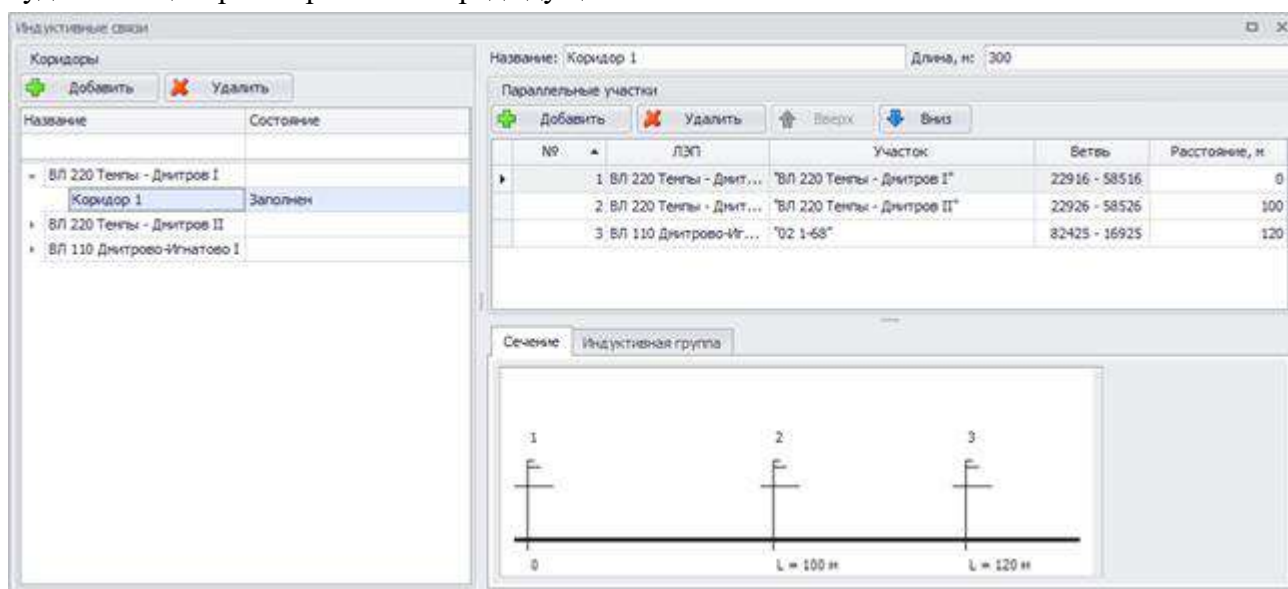 Индуктивные связи
Коридоры
Добавить Удалить
Название Состояние
ВЛ 220 Темпы - Дмитров I
Коридор 1 Заполнен
ВЛ 220 Темпы - Дмитров II
ВЛ 110 Дмитрово-Игнатово I
Название: Коридор 1 Длина, м: 300
Параллельные участки
Добавить Удалить Вверх Вниз
№ ЛЭП Участок Ветвь Расстояние, м
1 ВЛ 220 Темпы - Дмит... "ВЛ 220 Темпы - Дмитров I" 22916 - 58516 0
2 ВЛ 220 Темпы - Дмит... "ВЛ 220 Темпы - Дмитров II" 22926 - 58526 100
3 ВЛ 110 Дмитрово-Иг... "02 1-68" 82425 - 16925 120
Сечение Индуктивная группа
1 2 3
0 L = 100 м L = 120 м